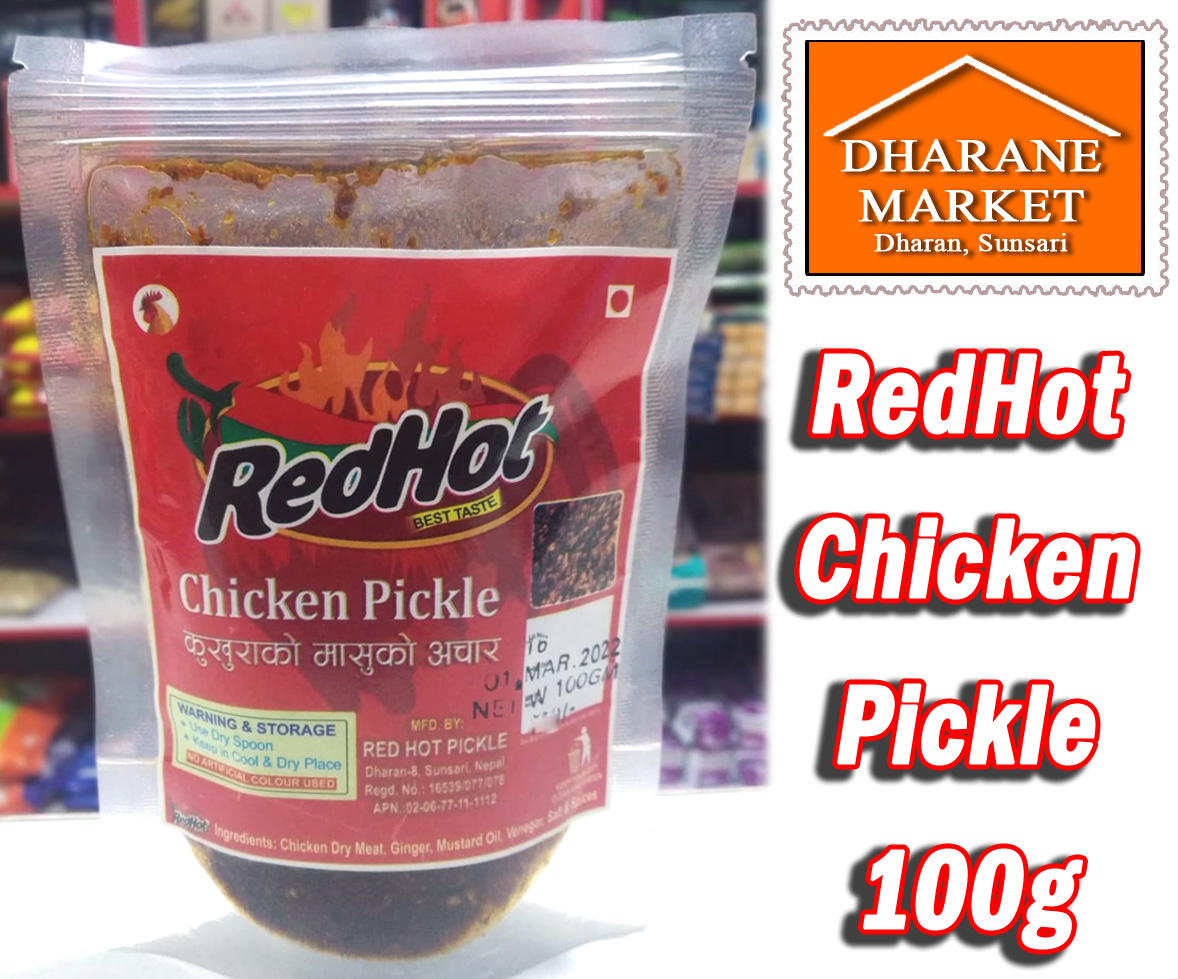 RedHot
BEST TASTE
Chicken Pickle
कुखुराको मासुको अचार
16
01 MAR.2022
NET W 100GM
WARNING & STORAGE
Use Dry Spoon
Keep in Cool & Dry Place
NO ARTIFICIAL COLOUR USED
MFD. BY:
RED HOT PICKLE
Dharan-8, Sunsari, Nepal
Regd. No.: 16539/077/078
APN.:02-06-77-11-1112
RedHot
Ingredients: Chicken Dry Meat, Ginger, Mustard Oil, Venegar, Salt & Spices
DHARANE
MARKET
Dharan, Sunsari
RedHot
Chicken
Pickle
100g